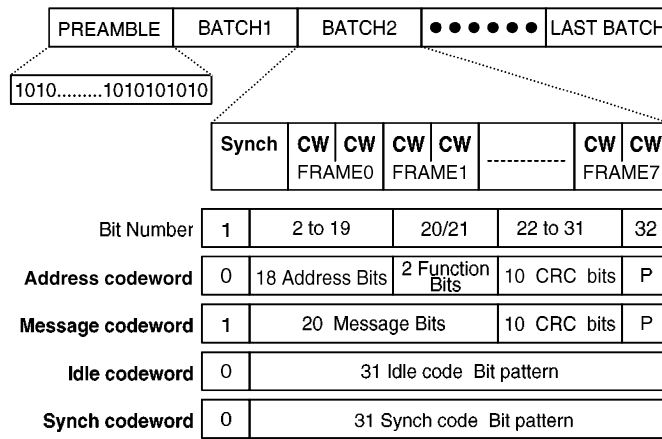 PREAMBLE BATCH1 BATCH2 ●●●●●● LAST BATCH
1010.........1010101010
Synch CW CW CW CW ------------ CW CW
FRAME0 FRAME1 FRAME7
Bit Number 1 2 to 19 20/21 22 to 31 32
Address codeword 0 18 Address Bits 2 Function Bits 10 CRC bits P
Message codeword 1 20 Message Bits 10 CRC bits P
Idle codeword 0 31 Idle code Bit pattern
Synch codeword 0 31 Synch code Bit pattern